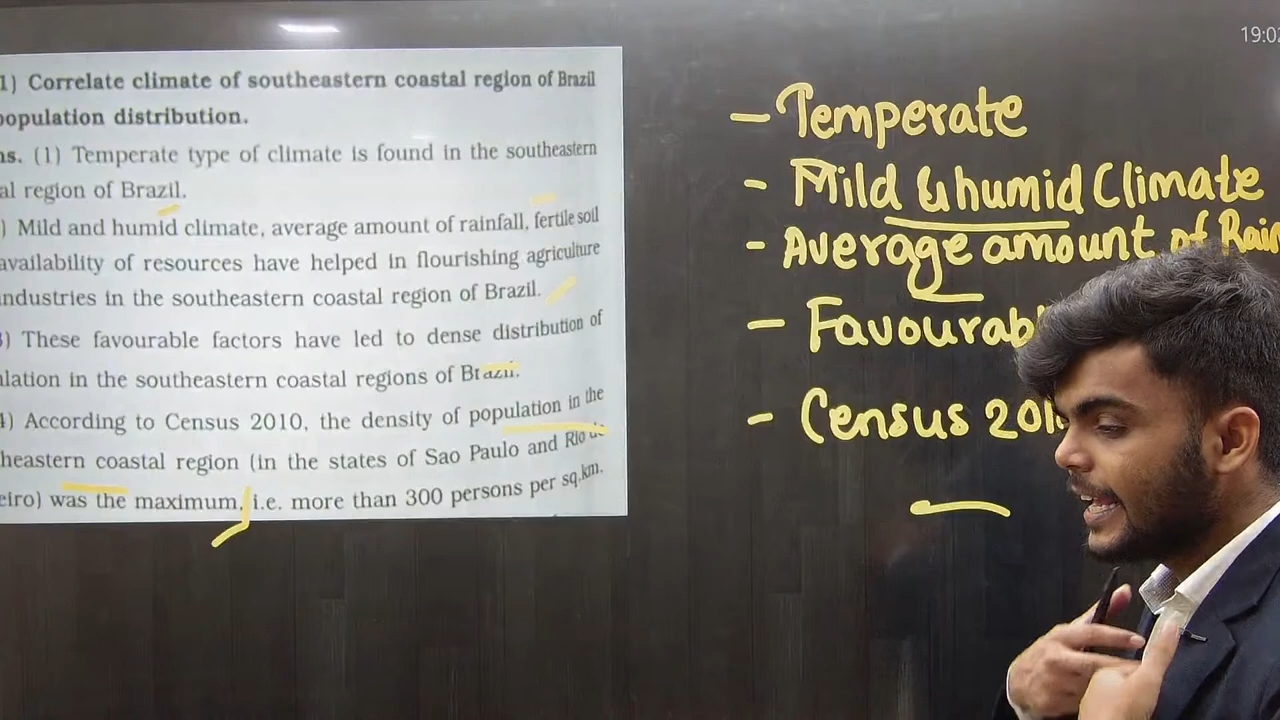 1) Correlate climate of southeastern coastal region of Brazil
population distribution.
ns. (1) Temperate type of climate is found in the southeastern
al region of Brazil.
) Mild and humid climate, average amount of rainfall, fertile soil
availability of resources have helped in flourishing agriculture
industries in the southeastern coastal region of Brazil.
3) These favourable factors have led to dense distribution of
lation in the southeastern coastal regions of Brazil.
4) According to Census 2010, the density of population in the
heastern coastal region (in the states of Sao Paulo and Rio de
eiro) was the maximum, i.e. more than 300 persons per sq.km.
19:02
- Temperate
- Mild & humid Climate
- Average amount of Rain
- Favourab
- Census 201